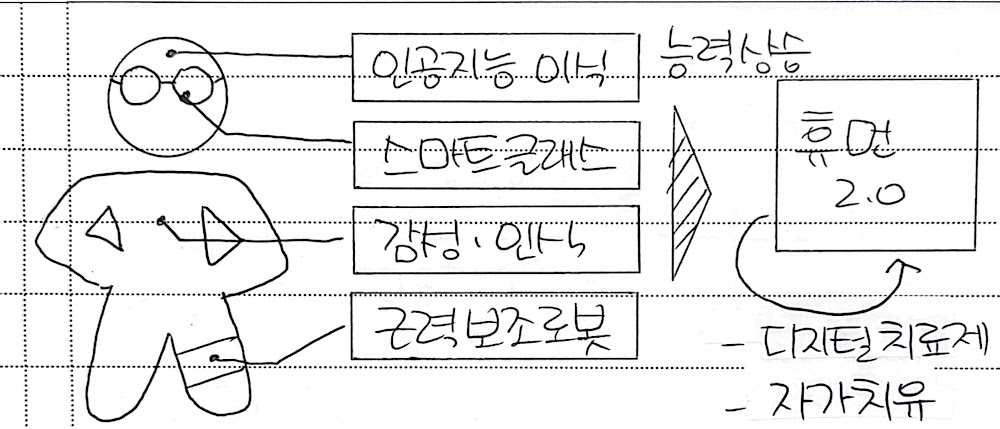 인공지능 이식
스마트글래스
감성·인식
근력보조로봇
능력상승
휴먼
2.0
- 디지털치료제
- 자가치유